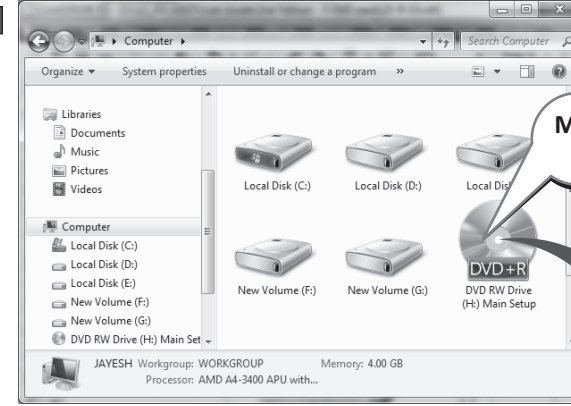 Computer
Search Computer
Organize
System properties
Uninstall or change a program
»
Libraries
Documents
Music
Pictures
Videos
Computer
Local Disk (C:)
Local Disk (D:)
Local Disk (E:)
New Volume (F:)
New Volume (G:)
DVD RW Drive (H:) Main Set
Local Disk (C:)
Local Disk (D:)
Local Dis
M
New Volume (F:)
New Volume (G:)
DVD+R
DVD RW Drive
(H:) Main Setup
JAYESH Workgroup: WORKGROUP Memory: 4.00 GB
Processor: AMD A4-3400 APU with...